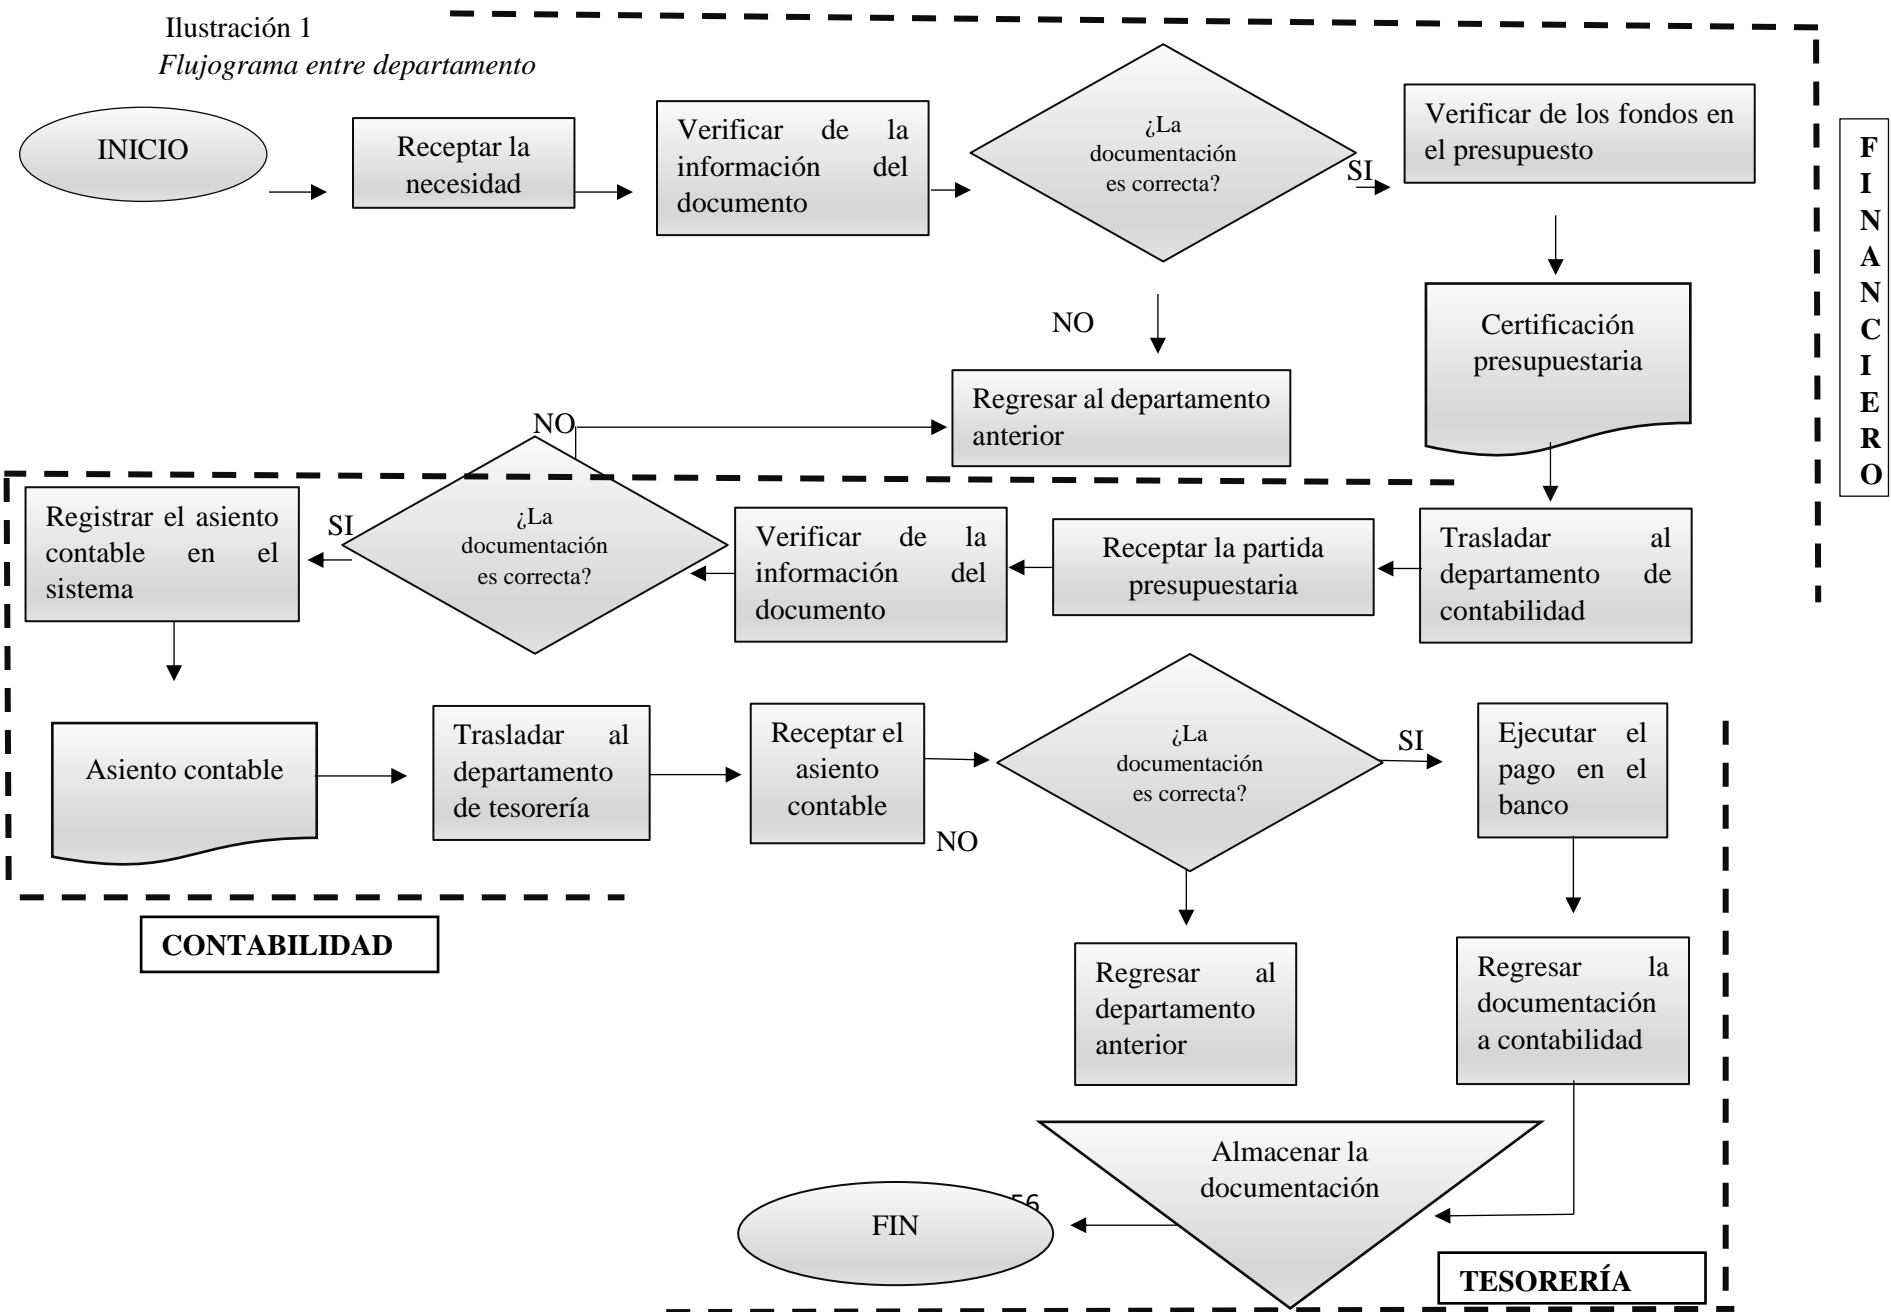 Ilustración 1
Flujograma entre departamento
INICIO
Receptar la
necesidad
Verificar de la
información del
documento
¿La
documentación
es correcta?
SI
Verificar de los fondos en
el presupuesto
F
I
N
A
N
C
I
E
R
O
NO
Certificación
presupuestaria
Regresar al departamento
anterior
NO
Trasladar al
departamento de
contabilidad
Receptar la partida
presupuestaria
Verificar de la
información del
documento
¿La
documentación
es correcta?
SI
Registrar el asiento
contable en el
sistema
Asiento contable
Trasladar al
departamento
de tesorería
Receptar el
asiento
contable
¿La
documentación
es correcta?
SI
NO
Ejecutar el
pago en el
banco
CONTABILIDAD
Regresar al
departamento
anterior
Regresar la
documentación
a contabilidad
Almacenar la
documentación
56
FIN
TESORERÍA